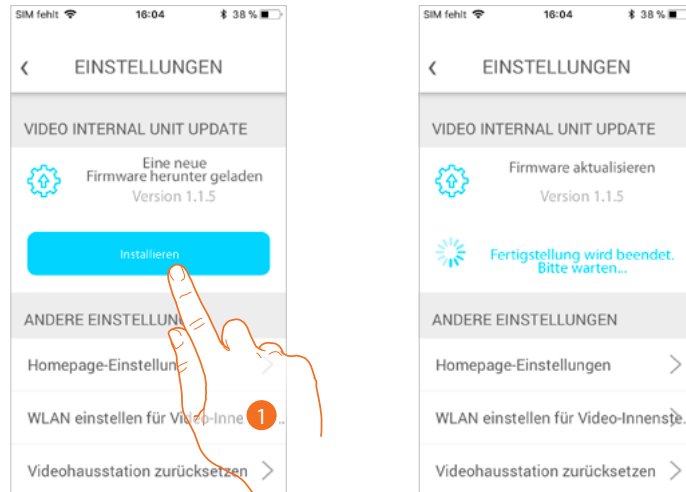 SIM fehlt 16:04 38 %
EINSTELLUNGEN
VIDEO INTERNAL UNIT UPDATE
Eine neue
Firmware herunter geladen
Version 1.1.5
Installieren
ANDERE EINSTELLUN
Homepage-Einstellun
WLAN einstellen für Video-Inne ...
1
Videohausstation zurücksetzen
SIM fehlt 16:04 38 %
EINSTELLUNGEN
VIDEO INTERNAL UNIT UPDATE
Firmware aktualisieren
Version 1.1.5
Fertigstellung wird beendet.
Bitte warten...
ANDERE EINSTELLUNGEN
Homepage-Einstellungen
WLAN einstellen für Video-Innenste...
Videohausstation zurücksetzen